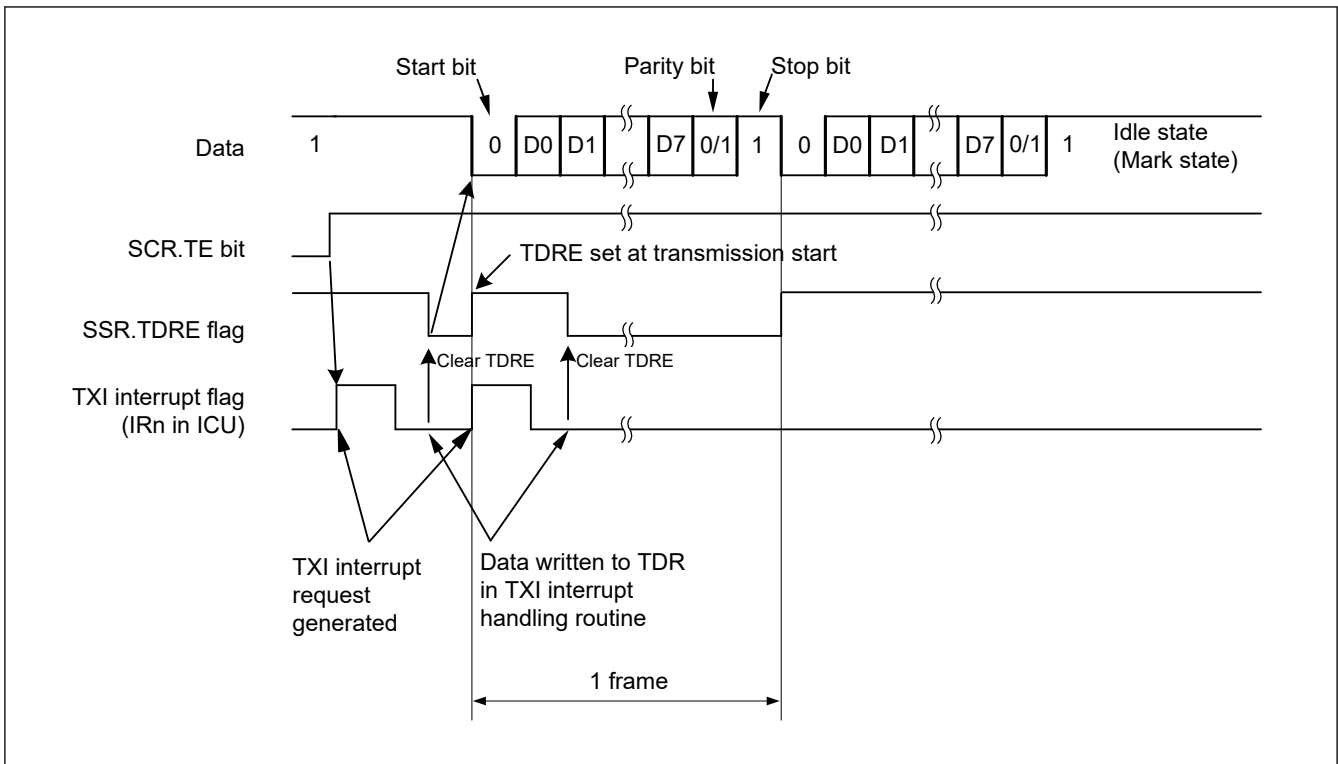 Start bit
Parity bit
Stop bit
Data
1
0 D0 D1 D7 0/1 1 0 D0 D1 D7 0/1 1
Idle state
(Mark state)
SCR.TE bit
TDRE set at transmission start
SSR.TDRE flag
Clear TDRE
Clear TDRE
TXI interrupt flag
(IRn in ICU)
TXI interrupt
request
generated
Data written to TDR
in TXI interrupt
handling routine
1 frame